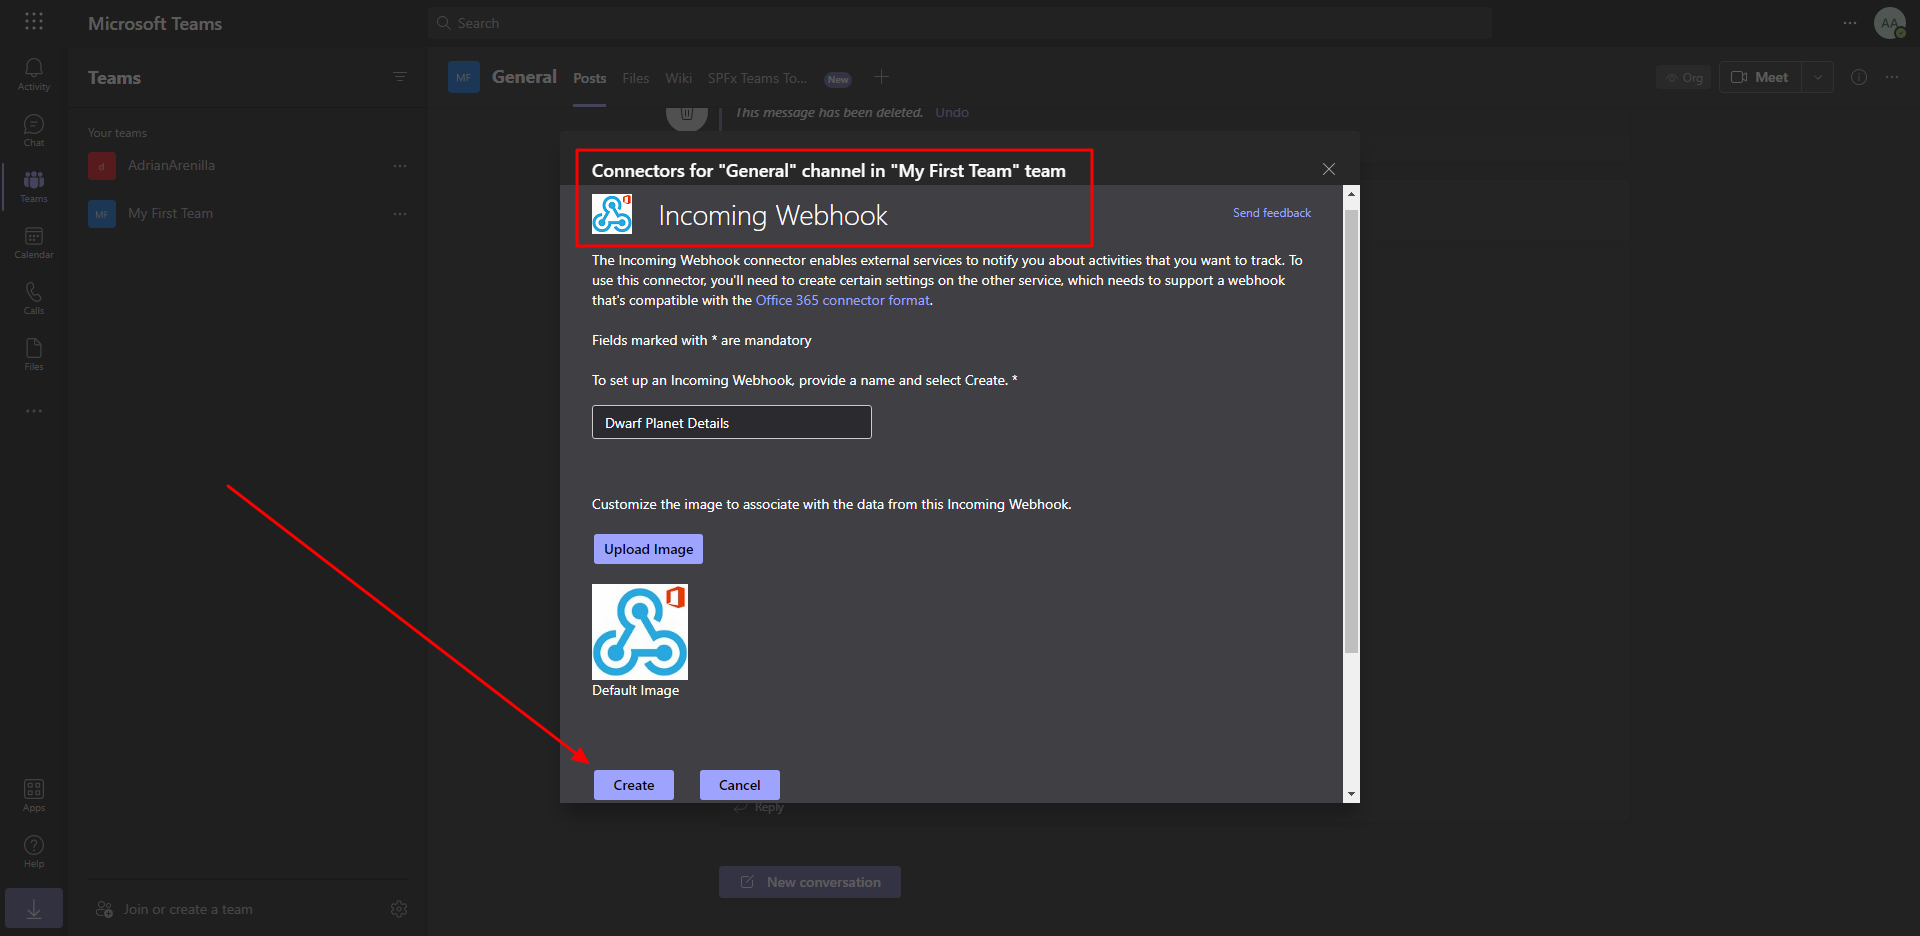 Microsoft Teams
Search
AA
Activity
Chat
Teams
Calendar
Calls
Files
Apps
Help
Teams
Your teams
d
AdrianArenilla
MF
My First Team
Join or create a team
MF
General
Posts
Files
Wiki
SPFx Teams To...
New
Org
Meet
This message has been deleted. Undo
Connectors for "General" channel in "My First Team" team
Incoming Webhook
Send feedback
The Incoming Webhook connector enables external services to notify you about activities that you want to track. To
use this connector, you'll need to create certain settings on the other service, which needs to support a webhook
that's compatible with the Office 365 connector format.
Fields marked with * are mandatory
To set up an Incoming Webhook, provide a name and select Create. *
Dwarf Planet Details
Customize the image to associate with the data from this Incoming Webhook.
Upload Image
Default Image
Create
Cancel
Reply
New conversation